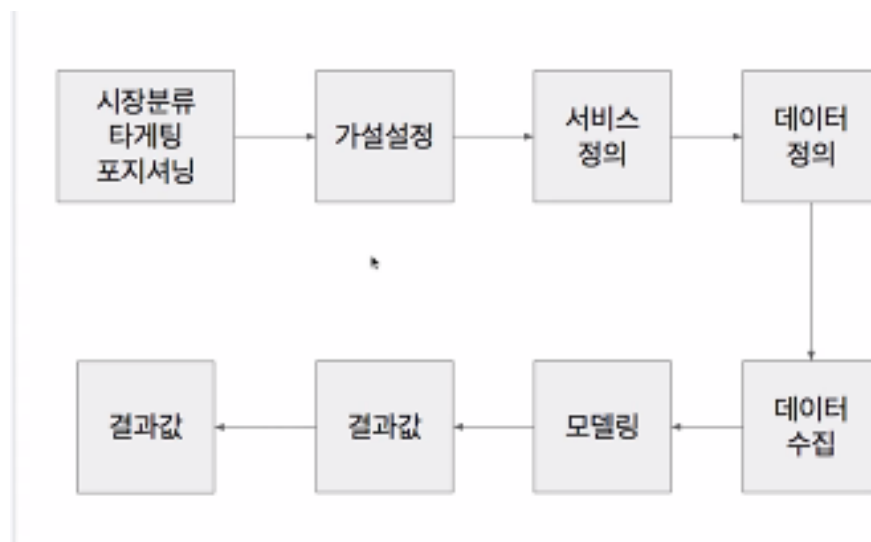 시장분류
타게팅
포지셔닝
가설설정
서비스
정의
데이터
정의
결과값
결과값
모델링
데이터
수집